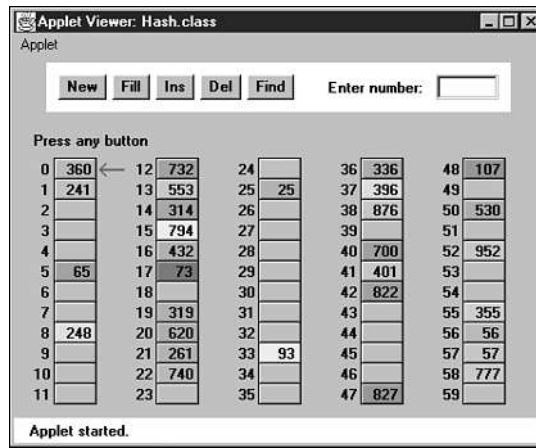 Applet Viewer: Hash.class
Applet
New Fill Ins Del Find Enter number:
Press any button
0 360 12 732 24 36 336 48 107
1 241 13 553 25 25 37 396 49
2 14 314 26 38 876 50 530
3 15 794 27 39 51
4 16 432 28 40 700 52 952
5 65 17 73 29 41 401 53
6 18 30 42 822 54
7 19 319 31 43 55 355
8 248 20 620 32 44 56 56
9 21 261 33 93 45 57 57
10 22 740 34 46 58 777
11 23 35 47 827 59
Applet started.